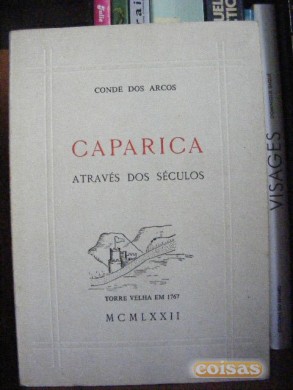 CONDE DOS ARCOS
CAPARICA
ATRAVÉS DOS SÉCULOS
TORRE VELHA EM 1767
MCMLXXII
VISAGES
coisas